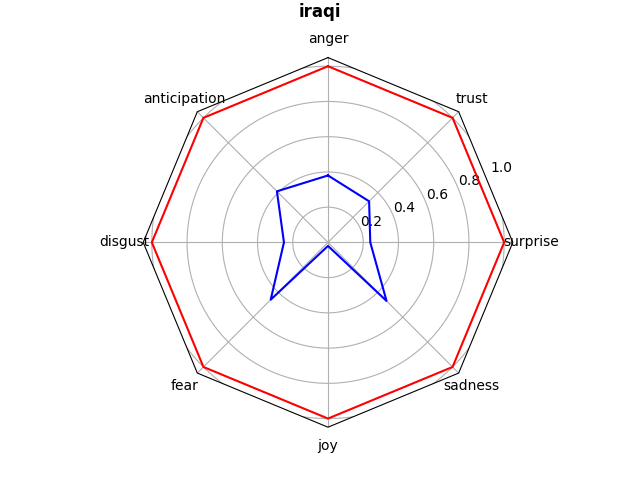 iraqi
anger
anticipation
trust
1.0
0.8
0.6
0.4
0.2
disgust
surprise
fear
sadness
joy